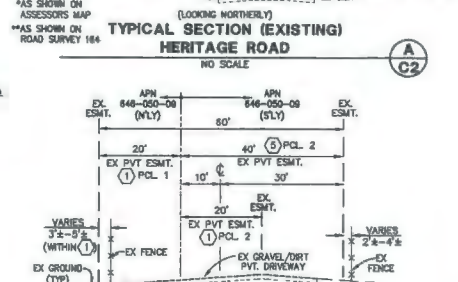 *AS SHOWN ON
ASSESSORS MAP
**AS SHOWN ON
ROAD SURVEY 164
(LOOKING NORTHERLY)
TYPICAL SECTION (EXISTING)
HERITAGE ROAD
NO SCALE
A
C2
EX.
ESMT.
APN
646-050-09
(N'LY)
APN
646-050-09
(S'LY)
EX.
ESMT.
60'
20'
40' 5 PCL. 2
EX PVT ESMT.
1 PCL. 1
EX PVT ESMT.
10' ℄ 30'
EX.
ESMT.
20'
EX PVT ESMT.
1 PCL. 2
VARIES
3'±-5'±
(WITHIN 1)
EX FENCE
EX GROUND
(TYP)
EX GRAVEL/DIRT
PVT. DRIVEWAY
VARIES
2'±-4'±
EX
FENCE